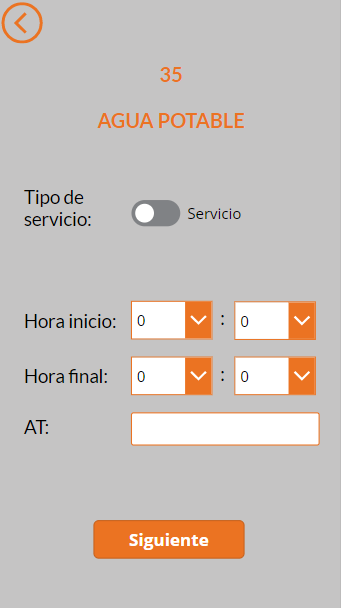 35
AGUA POTABLE
Tipo de
servicio:
Servicio
Hora inicio: 0 : 0
Hora final: 0 : 0
AT:
Siguiente